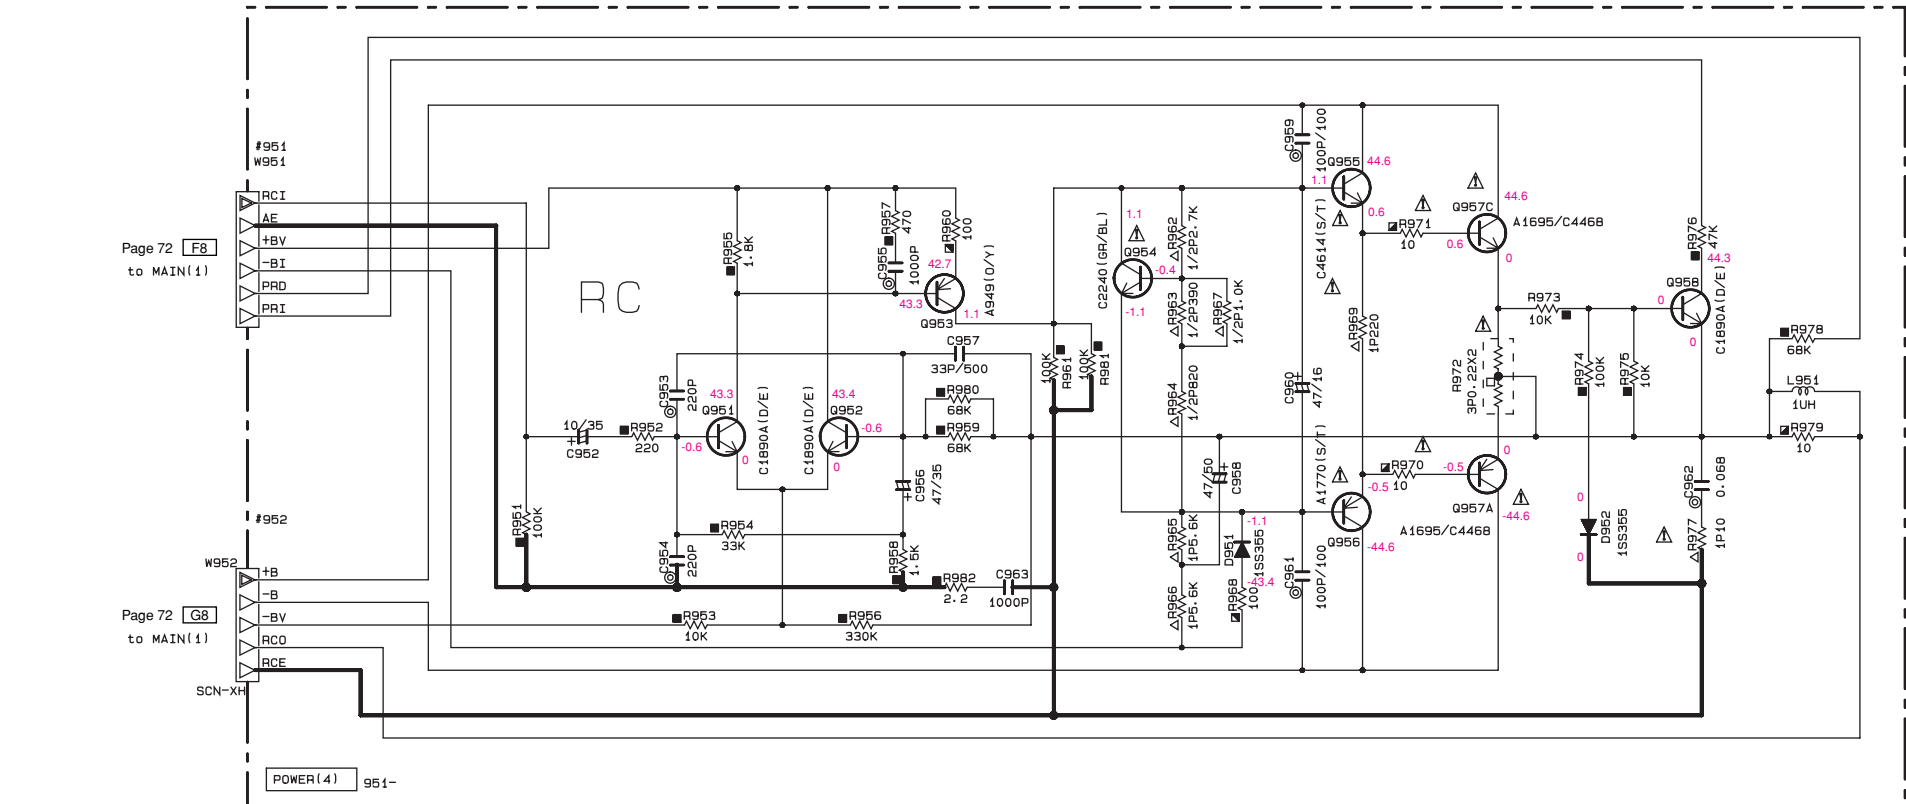 #951
W951
RCI
AE
+BV
-BI
PRD
PRI
Page 72 F8
to MAIN(1)
#952
W952
+B
-B
-BV
RCO
RCE
Page 72 G8
to MAIN(1)
SCN-XH
POWER(4)
951-
RC
R951
100K
10/35
C952
R952
220
C953
220P
C954
220P
R954
33K
R953
10K
R955
1.8K
43.3
Q951
-0.6
0
C1890A(D/E)
43.4
Q952
-0.6
0
C1890A(D/E)
R957
470
C955
1000P
R960
100
42.7
43.3
1.1
Q953
A949(O/Y)
C957
33P/500
R980
68K
R959
68K
C956
47/35
R958
1.5K
R982
2.2
C963
1000P
R956
330K
100K
R961
100K
R981
C2240(GR/BL)
1.1
Q954
-0.4
-1.1
R962
1/2P2.7K
R963
1/2P390
R967
1/2P1.0K
R964
1/2P820
R965
1P5.6K
R966
1P5.6K
47/50
C958
D951
1SS355
-1.1
-43.4
R968
100
C959
100P/100
C960
47/16
C961
100P/100
Q955
44.6
1.1
0.6
C4614(S/T)
A1770(S/T)
Q956
-0.5
-44.6
R969
1P220
R971
10
R970
10
Q957C
44.6
0.6
0
A1695/C4468
R972
3P0.22X2
0
-0.5
Q957A
-44.6
A1695/C4468
R973
10K
R974
100K
R975
10K
0
D952
1SS355
0
R976
47K
44.3
Q958
0
0
C1890A(D/E)
C962
0.068
R977
1P10
R978
68K
L951
1UH
R979
10